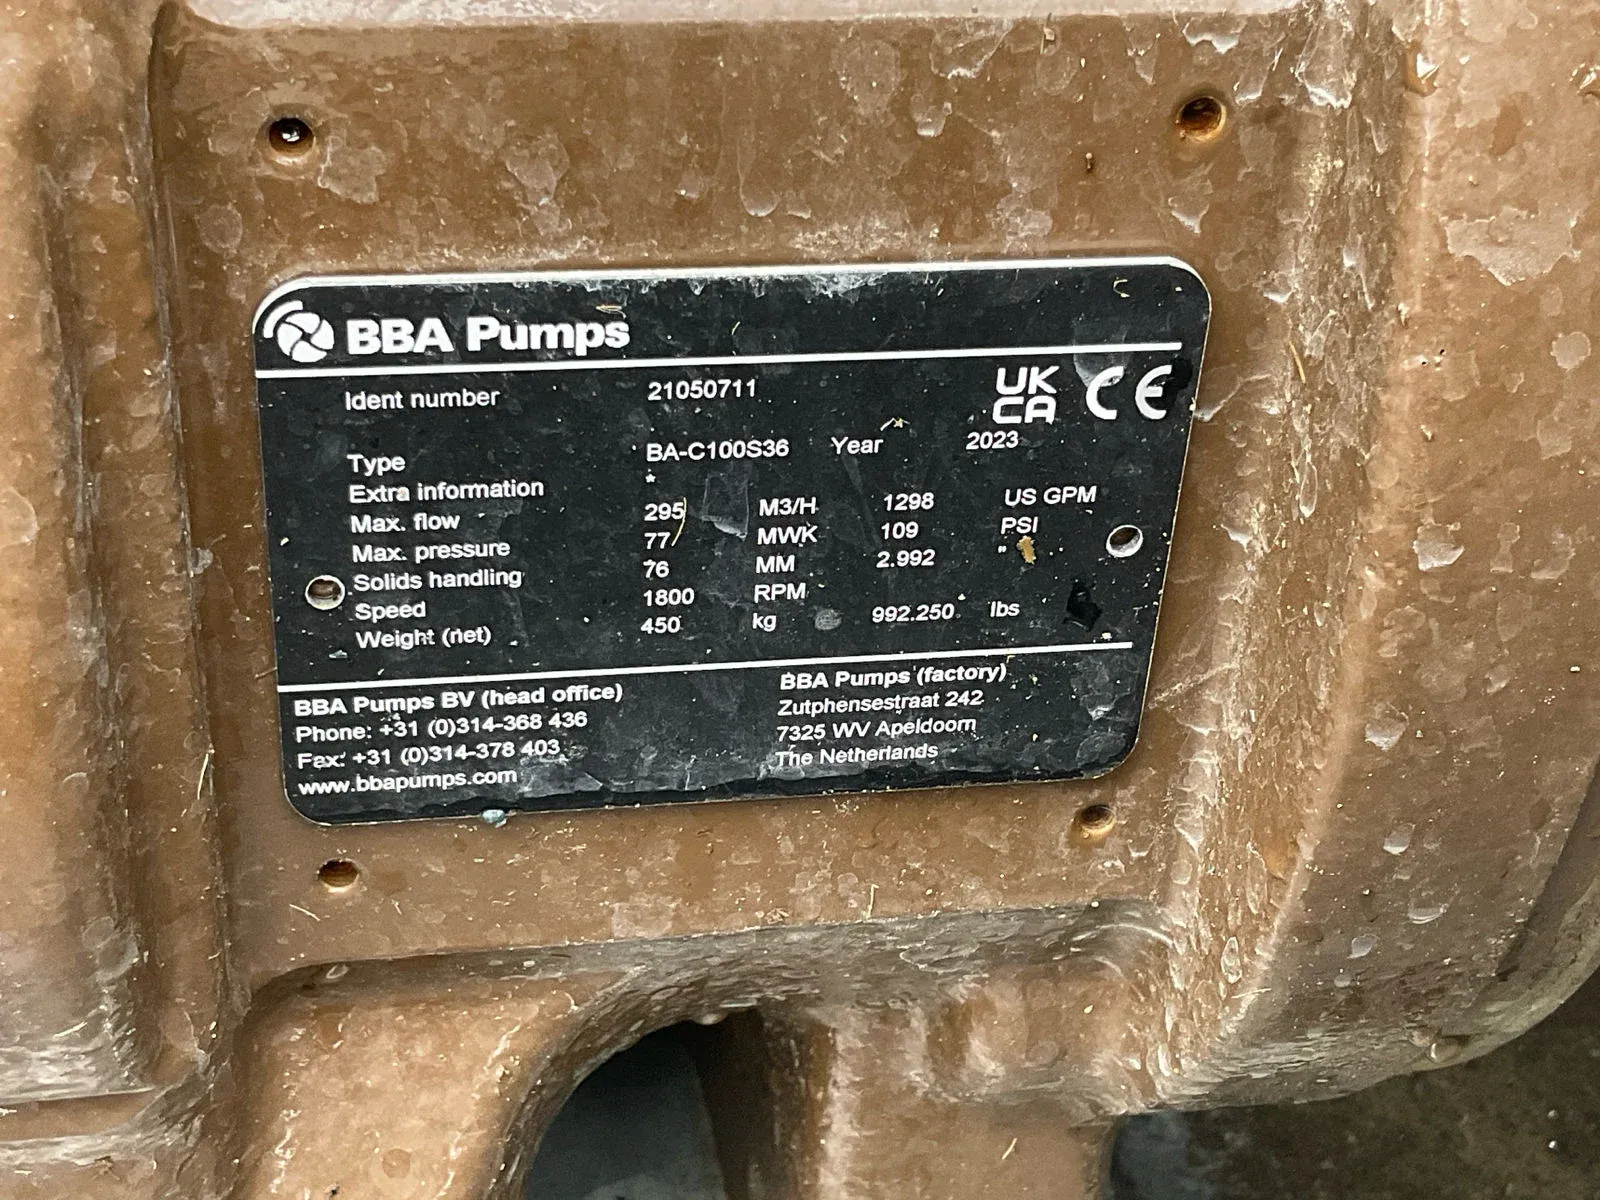 BBA Pumps
Ident number 21050711 UK CA CE
Type BA-C100S36 Year 2023
Extra information *
Max. flow 295 M3/H 1298 US GPM
Max. pressure 77 MWK 109 PSI
Solids handling 76 MM 2.992 "
Speed 1800 RPM
Weight (net) 450 kg 992.250 lbs
BBA Pumps BV (head office)
Phone: +31 (0)314-368 436
Fax: +31 (0)314-378 403
www.bbapumps.com
BBA Pumps (factory)
Zutphensestraat 242
7325 WV Apeldoorn
The Netherlands